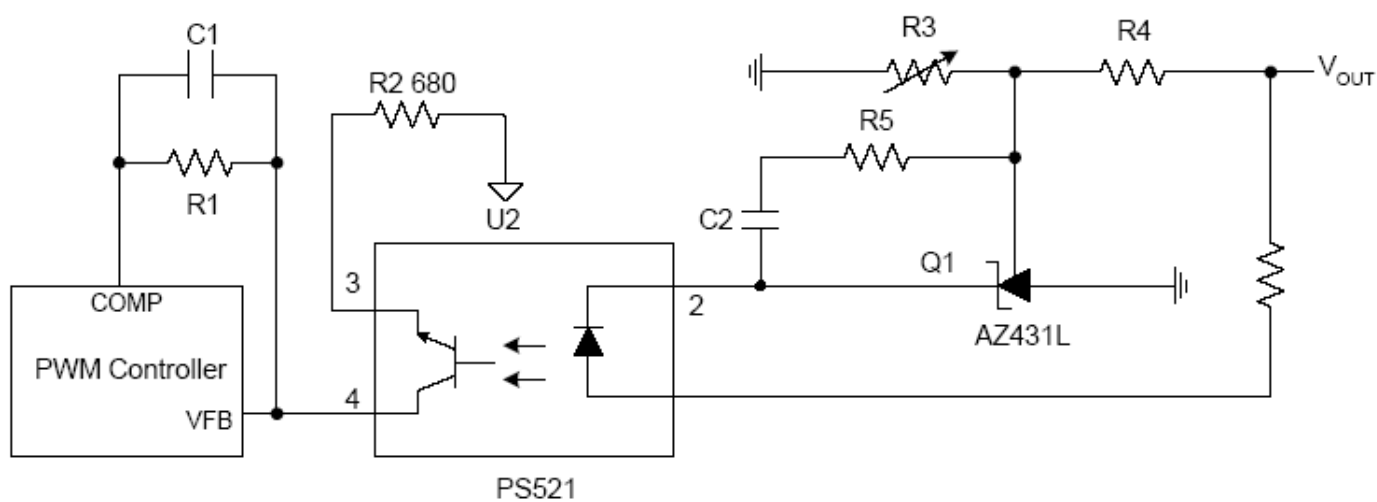 C1
R1
COMP
PWM Controller
VFB
R2 680
U2
3
4
2
PS521
R3
R4
V_OUT
R5
C2
Q1
AZ431L